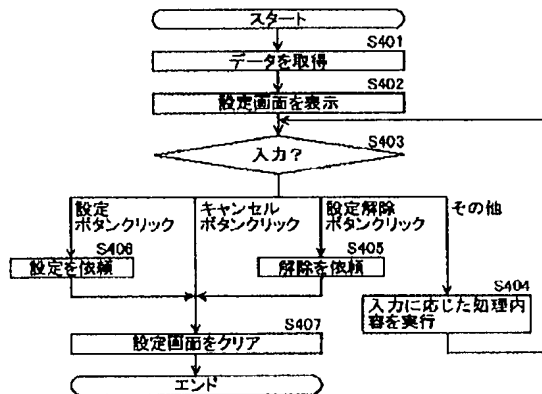 スタート
S401
データを取得
S402
設定画面を表示
S403
入力?
設定
ボタンクリック
キャンセル
ボタンクリック
設定解除
ボタンクリック
その他
S406
設定を依頼
S405
解除を依頼
S404
入力に応じた処理内
容を実行
S407
設定画面をクリア
エンド